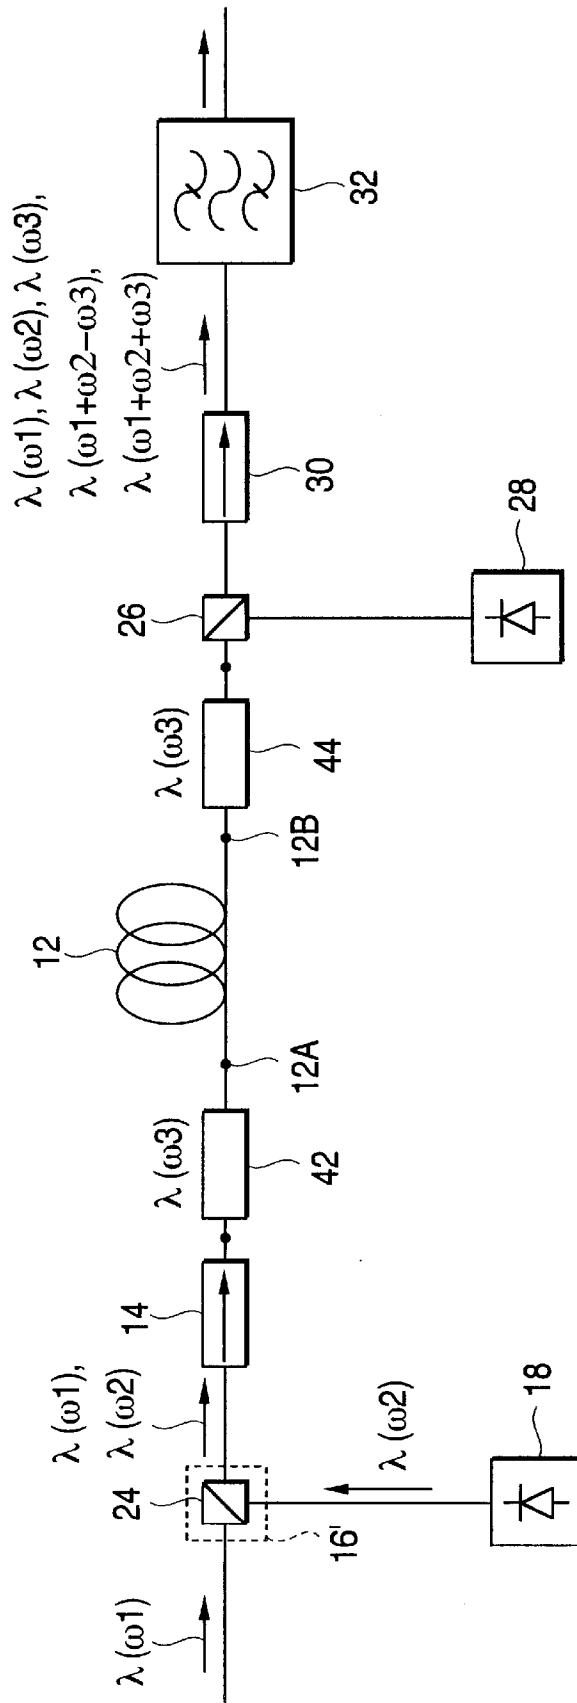 λ(ω1)
16'
24
λ(ω1),
λ(ω2)
λ(ω2)
18
14
λ(ω3)
42
12A
12
12B
λ(ω3)
44
26
28
30
λ(ω1), λ(ω2), λ(ω3),
λ(ω1+ω2−ω3),
λ(ω1+ω2+ω3)
32